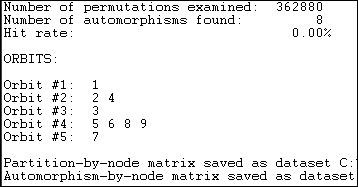 Number of permutations examined: 362880
Number of automorphisms found: 8
Hit rate: 0.00%
ORBITS:
Orbit #1: 1
Orbit #2: 2 4
Orbit #3: 3
Orbit #4: 5 6 8 9
Orbit #5: 7
Partition-by-node matrix saved as dataset C:
Automorphism-by-node matrix saved as dataset